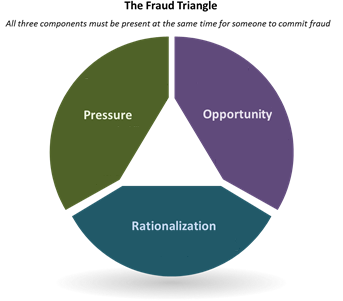 The Fraud Triangle
All three components must be present at the same time for someone to commit fraud
Pressure
Opportunity
Rationalization